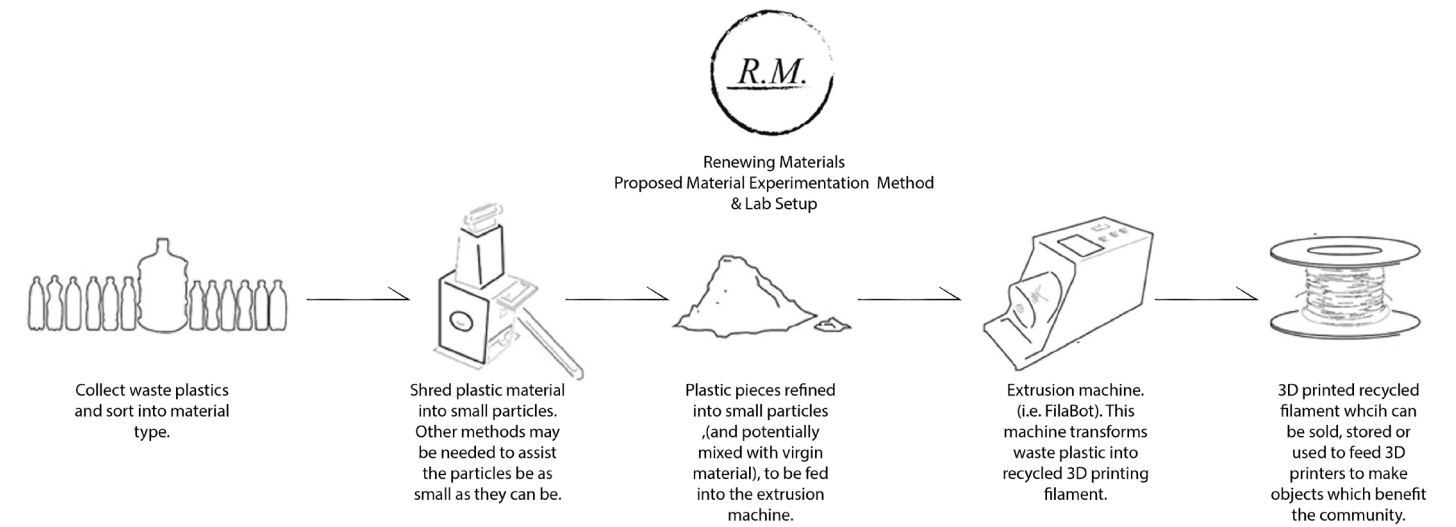 R.M.
Renewing Materials
Proposed Material Experimentation Method
& Lab Setup
Collect waste plastics
and sort into material
type.
Shred plastic material
into small particles.
Other methods may
be needed to assist
the particles be as
small as they can be.
Plastic pieces refined
into small particles
,(and potentially
mixed with virgin
material), to be fed
into the extrusion
machine.
Extrusion machine.
(i.e. FilaBot). This
machine transforms
waste plastic into
recycled 3D printing
filament.
3D printed recycled
filament whcih can
be sold, stored or
used to feed 3D
printers to make
objects which benefit
the community.